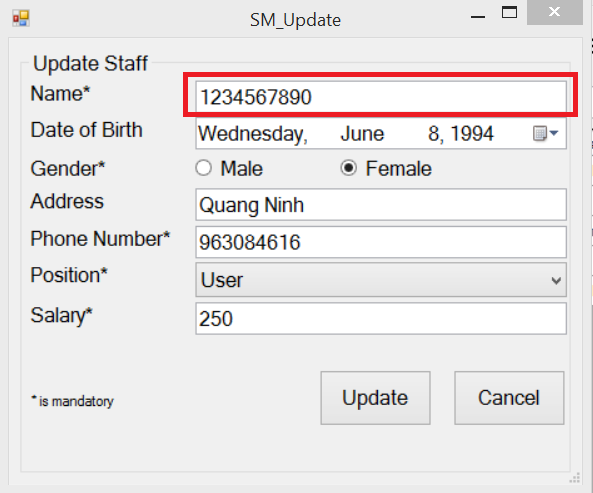 SM_Update
Update Staff
Name* 1234567890
Date of Birth Wednesday, June 8, 1994
Gender* Male Female
Address Quang Ninh
Phone Number* 963084616
Position* User
Salary* 250
* is mandatory Update Cancel